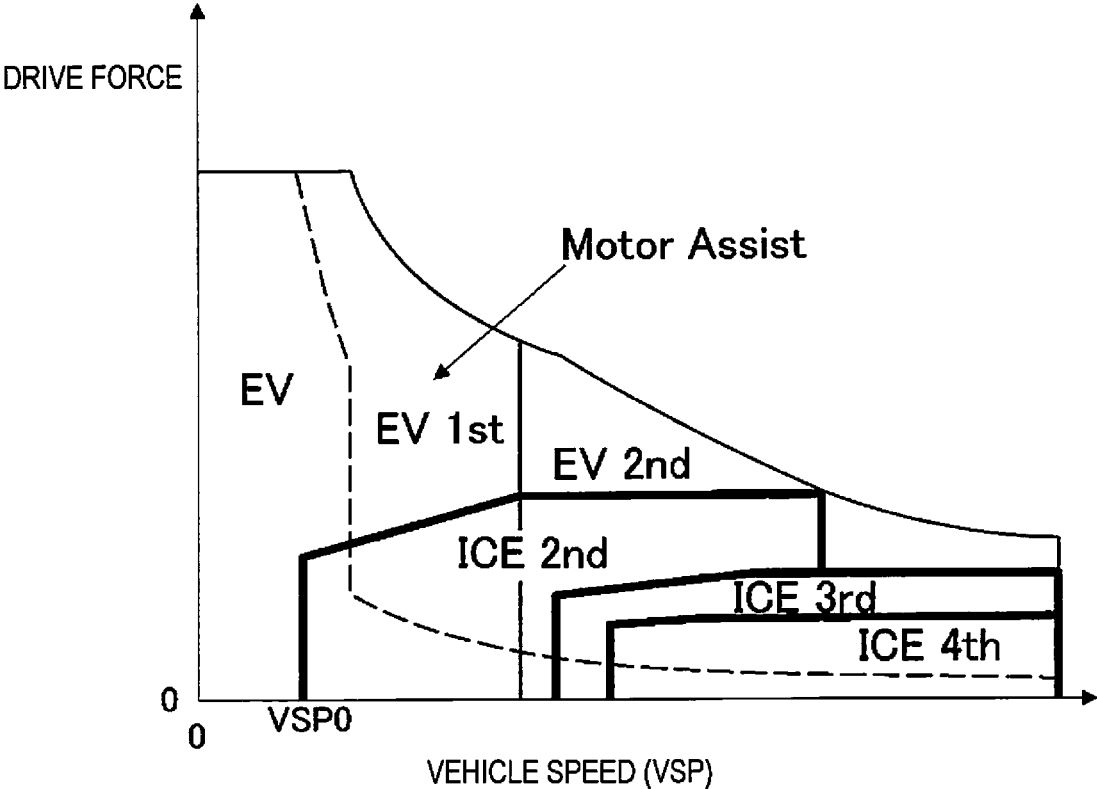 DRIVE FORCE
Motor Assist
EV
EV 1st
EV 2nd
ICE 2nd
ICE 3rd
ICE 4th
0
VSP0
0
VEHICLE SPEED (VSP)